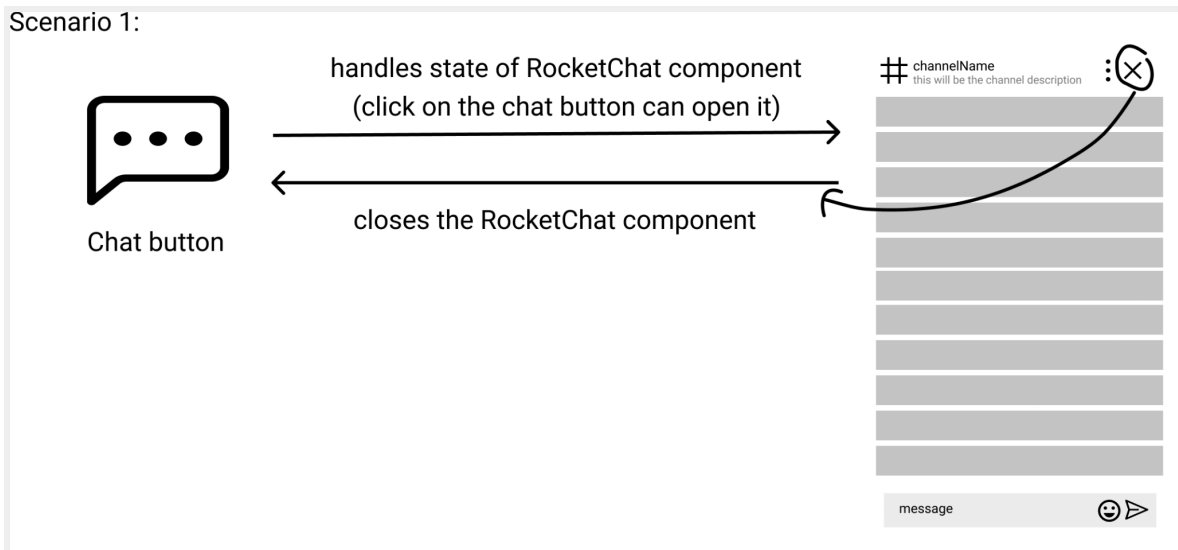 Scenario 1:
handles state of RocketChat component
(click on the chat button can open it)
closes the RocketChat component
Chat button
channelName
this will be the channel description
message